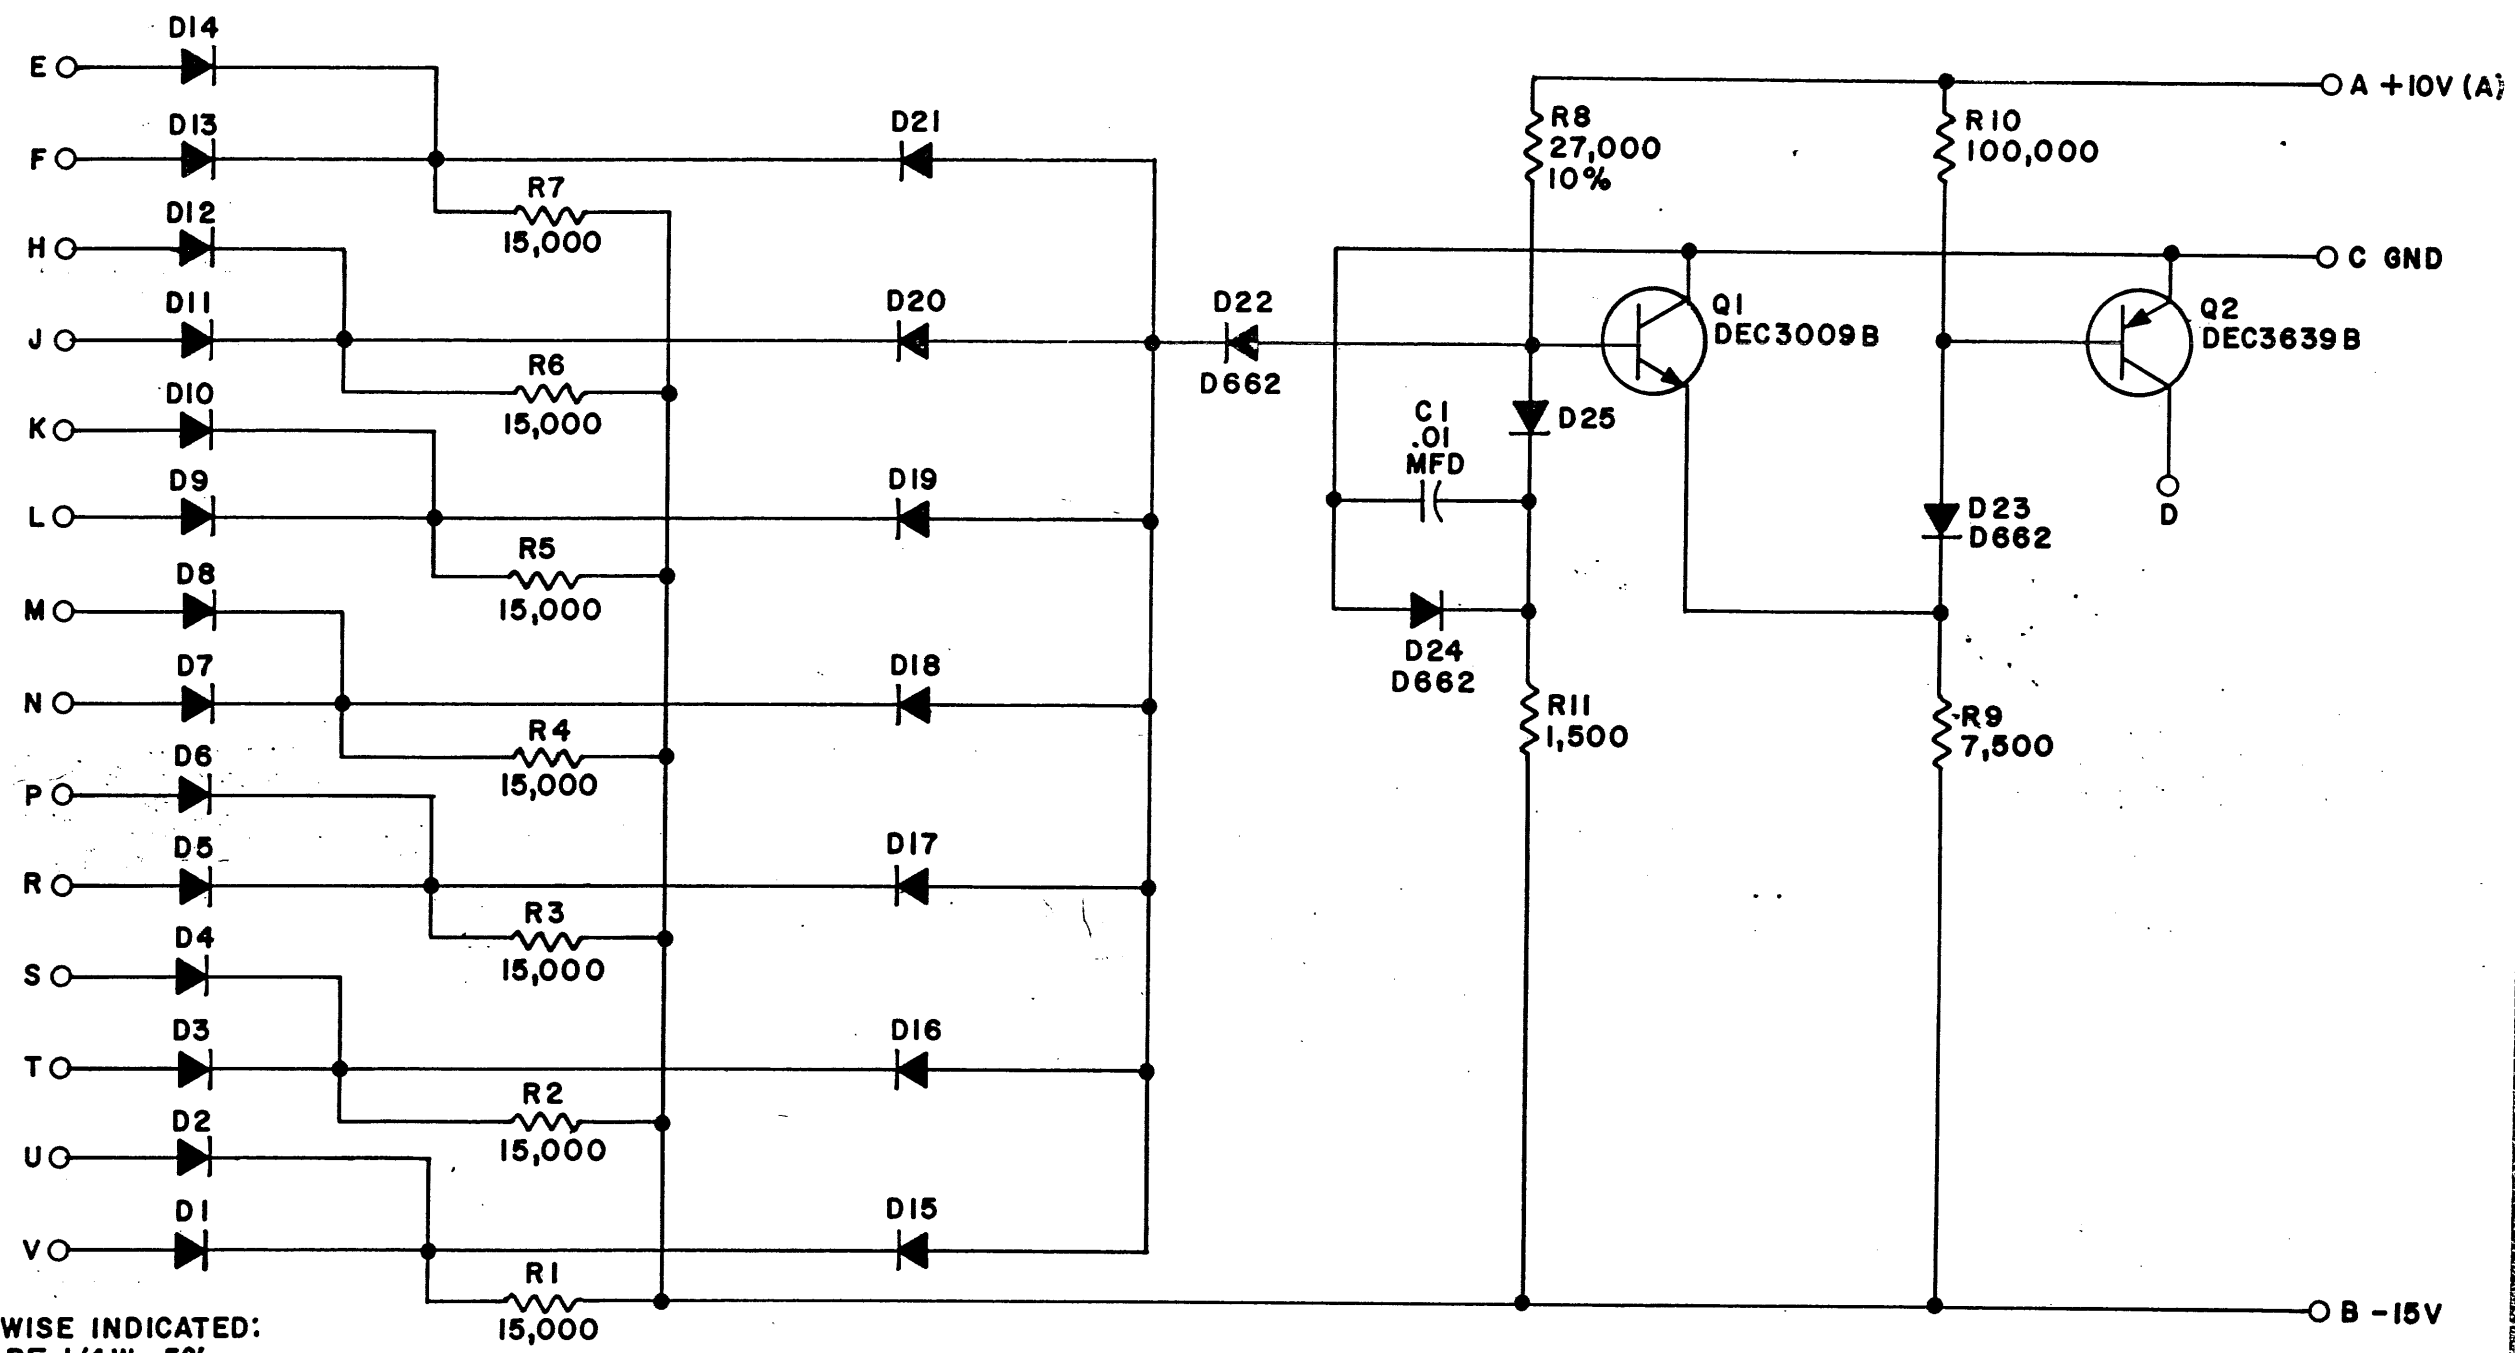 D14
E
D13
F
D12
H
D11
J
D10
K
D9
L
D8
M
D7
N
D6
P
D5
R
D4
S
D3
T
D2
U
D1
V
R7
15,000
R6
15,000
R5
15,000
R4
15,000
R3
15,000
R2
15,000
R1
15,000
D21
D20
D19
D18
D17
D16
D15
D22
D662
R8
27,000
10%
C1
.01
MFD
D25
D24
D662
R11
1,500
Q1
DEC3009B
R10
100,000
D23
D662
R9
7,500
Q2
DEC3639B
D
A +10V (A)
C GND
B -15V
WISE INDICATED: